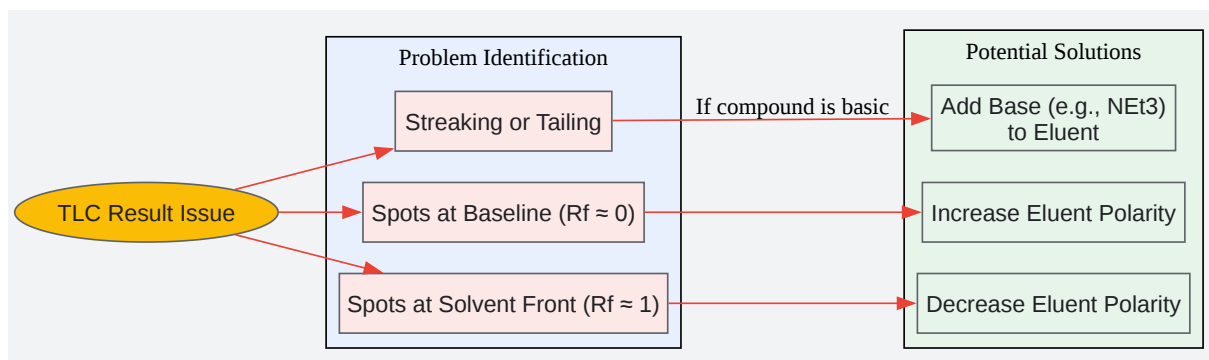 Problem Identification
Potential Solutions
Streaking or Tailing
If compound is basic
Add Base (e.g., NEt3)
to Eluent
TLC Result Issue
Spots at Baseline (Rf ≈ 0)
Increase Eluent Polarity
Spots at Solvent Front (Rf ≈ 1)
Decrease Eluent Polarity